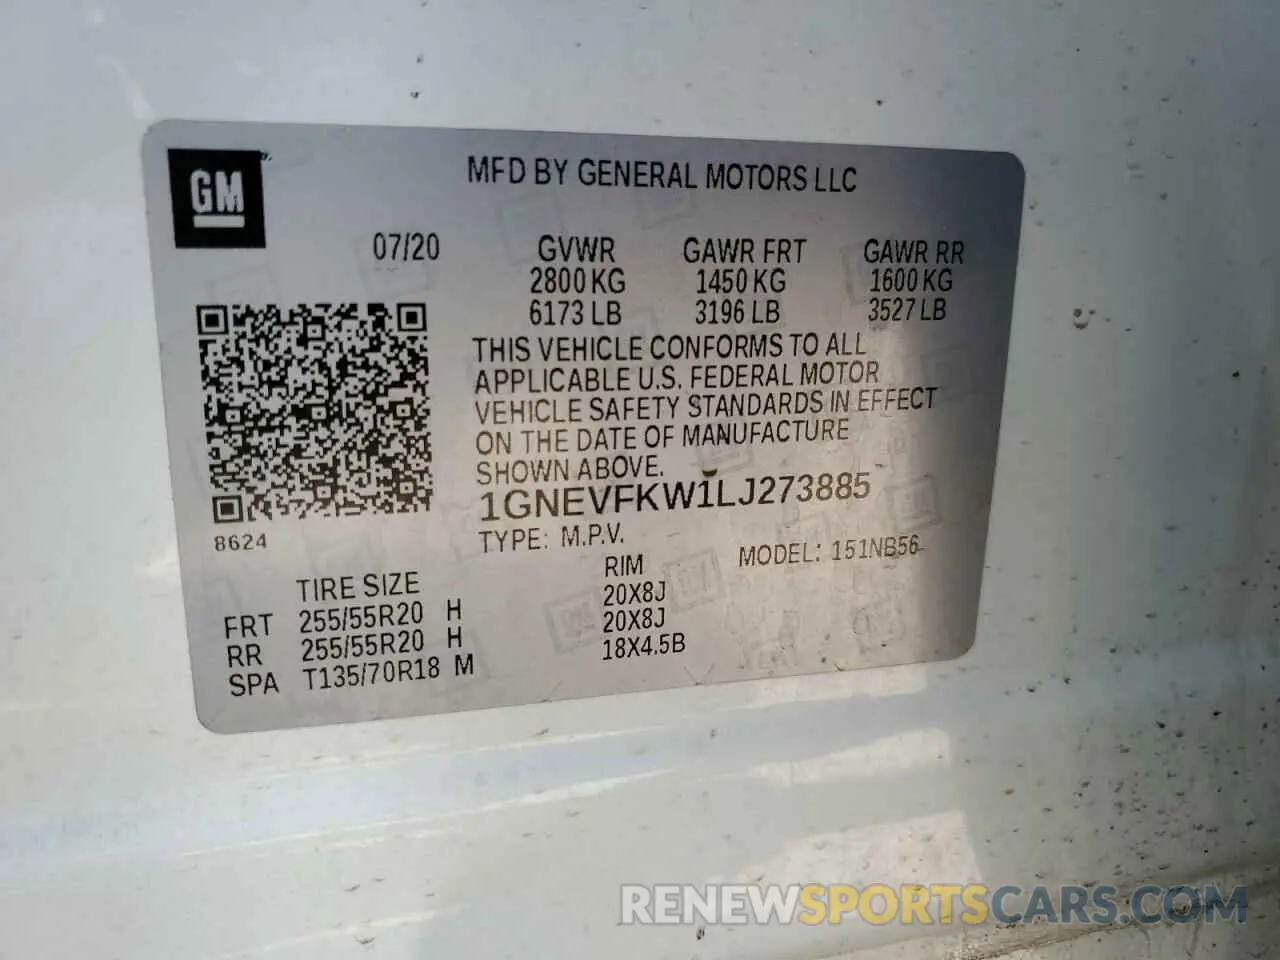 GM
MFD BY GENERAL MOTORS LLC
07/20 GVWR GAWR FRT GAWR RR
2800 KG 1450 KG 1600 KG
6173 LB 3196 LB 3527 LB
THIS VEHICLE CONFORMS TO ALL
APPLICABLE U.S. FEDERAL MOTOR
VEHICLE SAFETY STANDARDS IN EFFECT
ON THE DATE OF MANUFACTURE
SHOWN ABOVE.
1GNEVFKW1LJ273885
8624
TYPE: M.P.V. MODEL: 151NB56
TIRE SIZE RIM
FRT 255/55R20 H 20X8J
RR 255/55R20 H 20X8J
SPA T135/70R18 M 18X4.5B
RENEWSPORTSCARS.COM